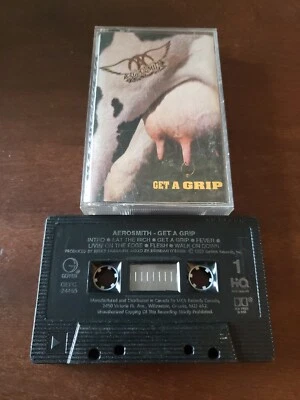 AEROSMITH
GET A GRIP
AEROSMITH - GET A GRIP
INTRO • EAT THE RICH • GET A GRIP • FEVER •
LIVIN' ON THE EDGE • FLESH • WALK ON DOWN
1
HQ
GEFFEN
Manufactured and Distributed in Canada by MCA Records Canada
Unauthorized Copying Of This Recording Strictly Prohibited.